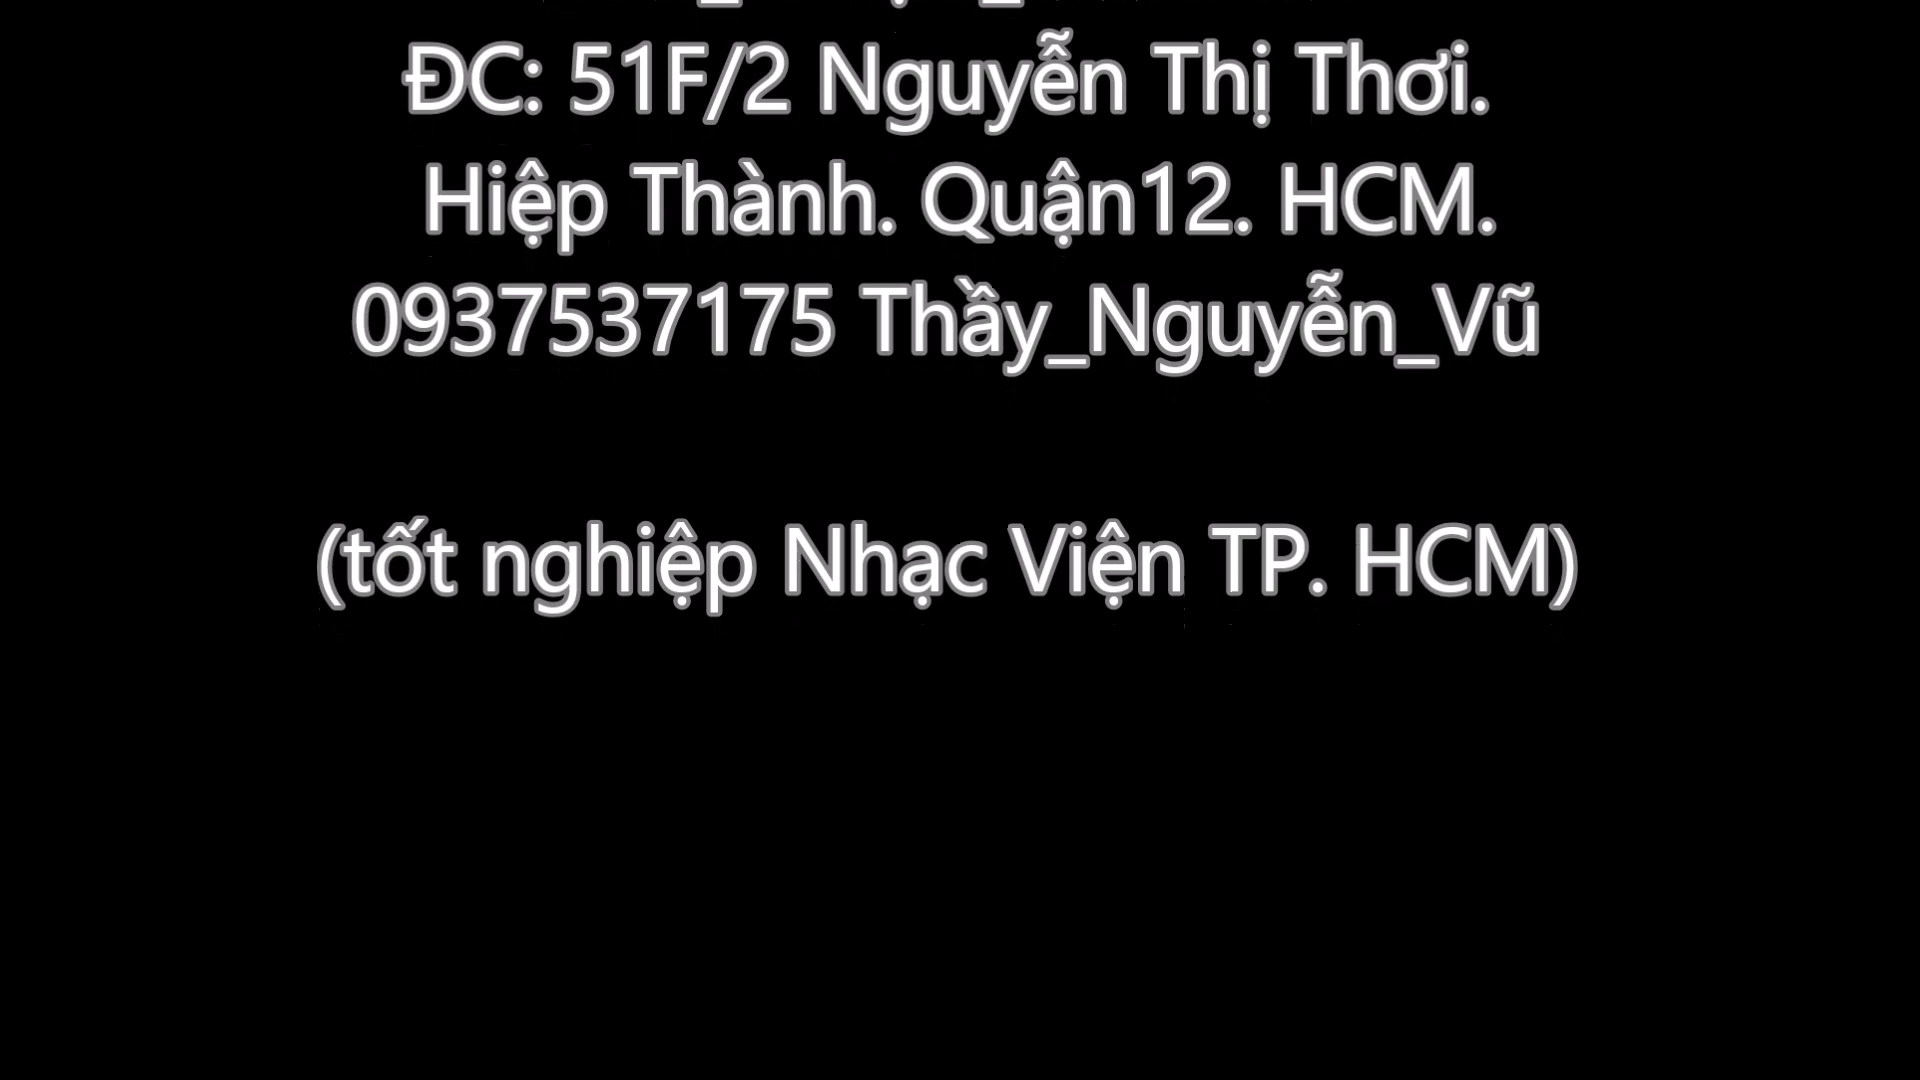 ĐC: 51F/2 Nguyễn Thị Thơi.
Hiệp Thành. Quận12. HCM.
0937537175 Thầy_Nguyễn_Vũ
(tốt nghiệp Nhạc Viện TP. HCM)